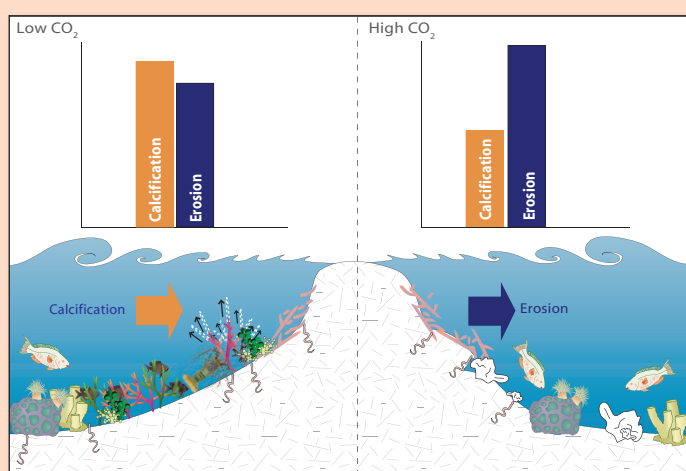 Low CO₂
High CO₂
Calcification
Erosion
Calcification
Erosion
Calcification
Erosion